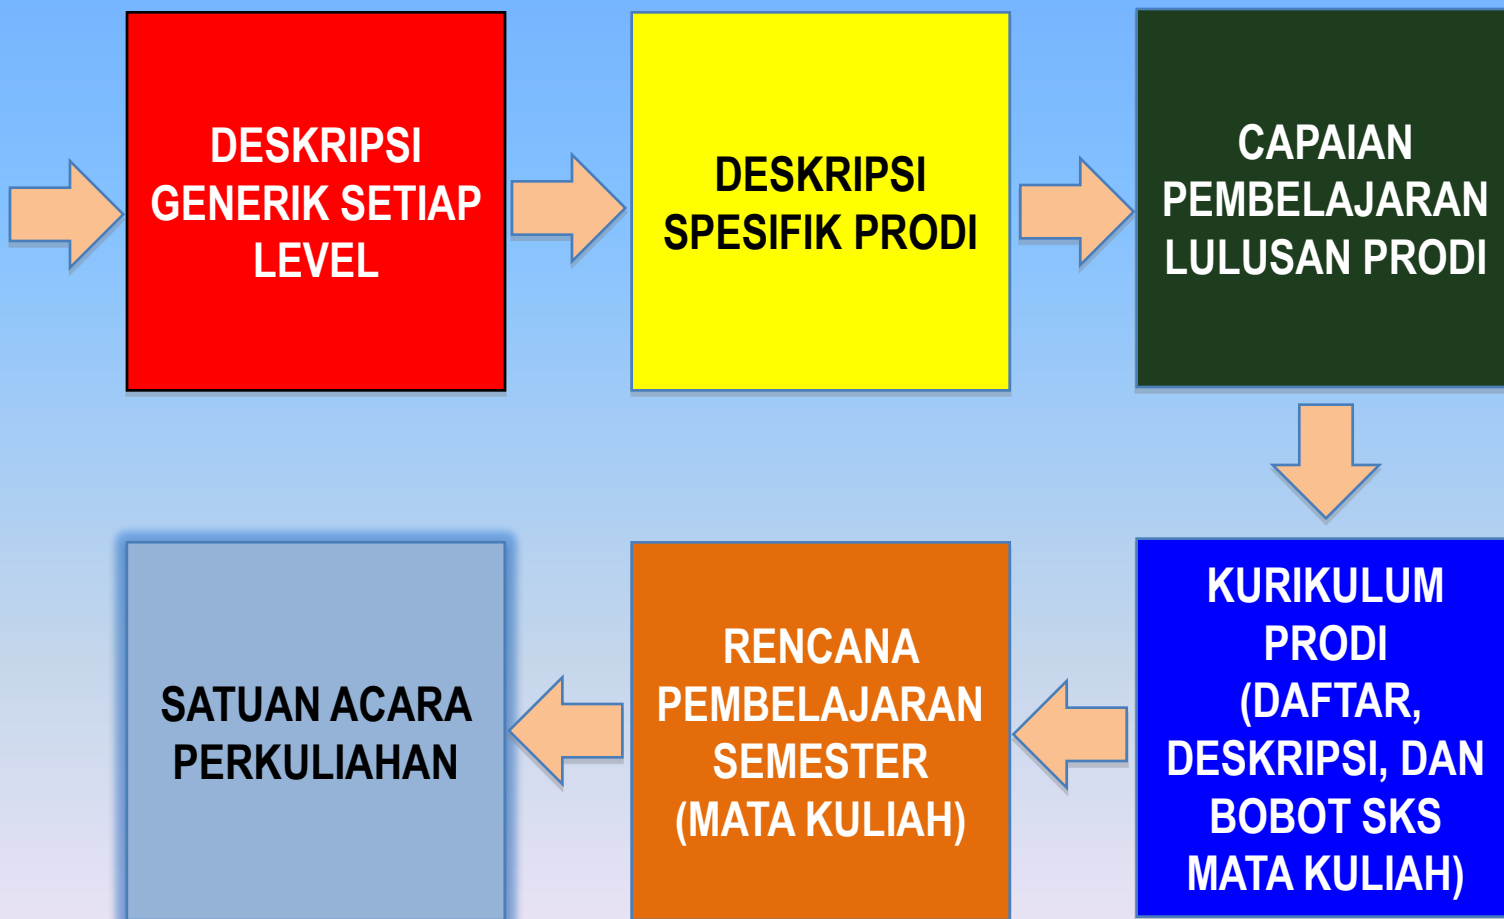 DESKRIPSI
GENERIK SETIAP
LEVEL
DESKRIPSI
SPESIFIK PRODI
CAPAIAN
PEMBELAJARAN
LULUSAN PRODI
KURIKULUM
PRODI
(DAFTAR,
DESKRIPSI, DAN
BOBOT SKS
MATA KULIAH)
RENCANA
PEMBELAJARAN
SEMESTER
(MATA KULIAH)
SATUAN ACARA
PERKULIAHAN